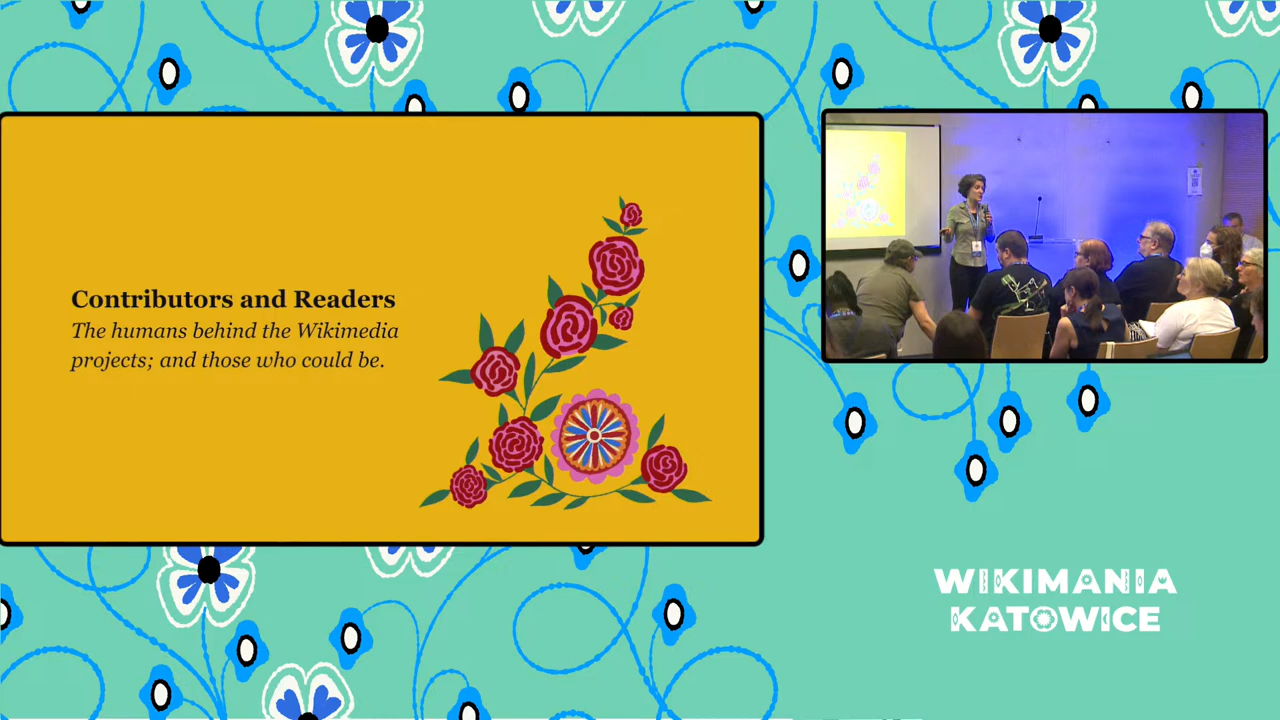 Contributors and Readers
The humans behind the Wikimedia
projects; and those who could be.
WIKIMANIA
KATOWICE